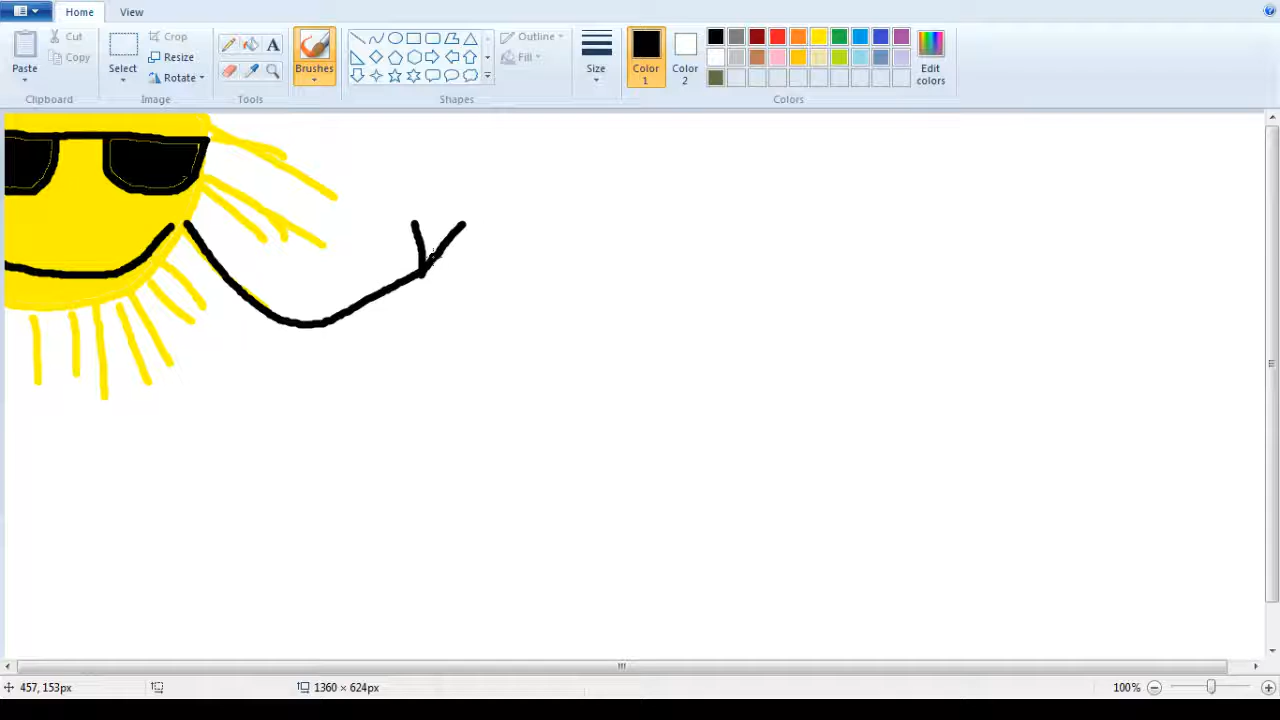 Home View
Paste Cut Copy Select Crop Resize Rotate A Brushes Outline Fill Size Color 1 Color 2 Edit colors
Clipboard Image Tools Shapes Colors
457, 153px 1360 × 624px 100%